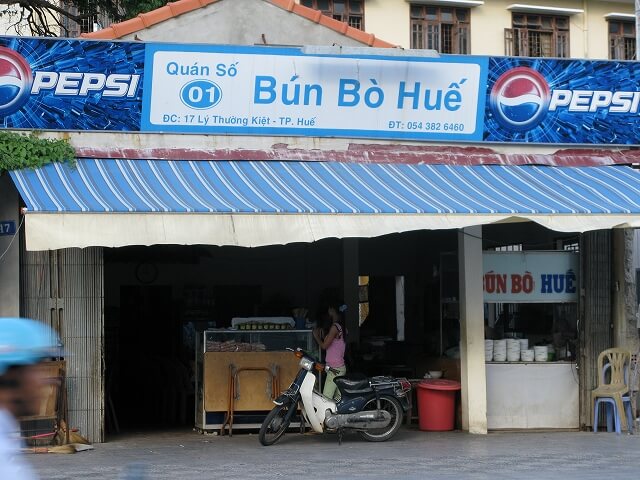 PEPSI
Quán Số
01
Bún Bò Huế
ĐC: 17 Lý Thường Kiệt - TP. Huế
ĐT: 054 382 6460
PEPSI
17
BÚN BÒ HUẾ